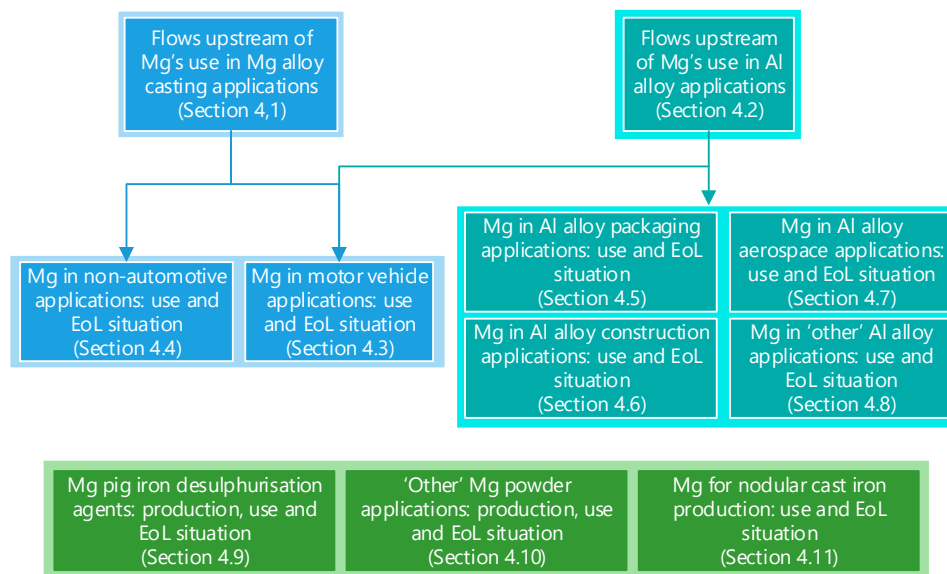 Flows upstream of
Mg's use in Mg alloy
casting applications
(Section 4,1)
Flows upstream
of Mg's use in Al
alloy applications
(Section 4.2)
Mg in non-automotive
applications: use and
EoL situation
(Section 4.4)
Mg in motor vehicle
applications: use
and EoL situation
(Section 4.3)
Mg in Al alloy packaging
applications: use and EoL
situation
(Section 4.5)
Mg in Al alloy
aerospace applications:
use and EoL situation
(Section 4.7)
Mg in Al alloy construction
applications: use and EoL
situation
(Section 4.6)
Mg in ‘other’ Al alloy
applications: use and
EoL situation
(Section 4.8)
Mg pig iron desulphurisation
agents: production, use and
EoL situation
(Section 4.9)
‘Other’ Mg powder
applications: production, use
and EoL situation
(Section 4.10)
Mg for nodular cast iron
production: use and EoL
situation
(Section 4.11)